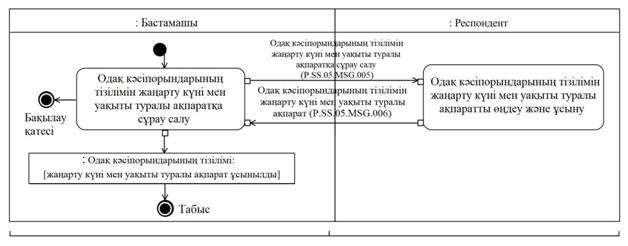 : Бастамашы
: Респондент
Одақ кәсіпорындарының тізілімін
жаңарту күні мен уақыты туралы
ақпаратқа сұрау салу
(P.SS.05.MSG.005)
Одақ кәсіпорындарының
тізілімін жаңарту күні мен
уақыты туралы ақпаратқа
сұрау салу
Одақ кәсіпорындарының тізілімін
жаңарту күні мен уақыты туралы
ақпарат (P.SS.05.MSG.006)
Одақ кәсіпорындарының тізілімін
жаңарту күні мен уақыты туралы
ақпаратты өңдеу және ұсыну
Бақылау
қатесі
: Одақ кәсіпорындарының тізілімі:
[жаңарту күні мен уақыты туралы ақпарат ұсынылды]
Табыс